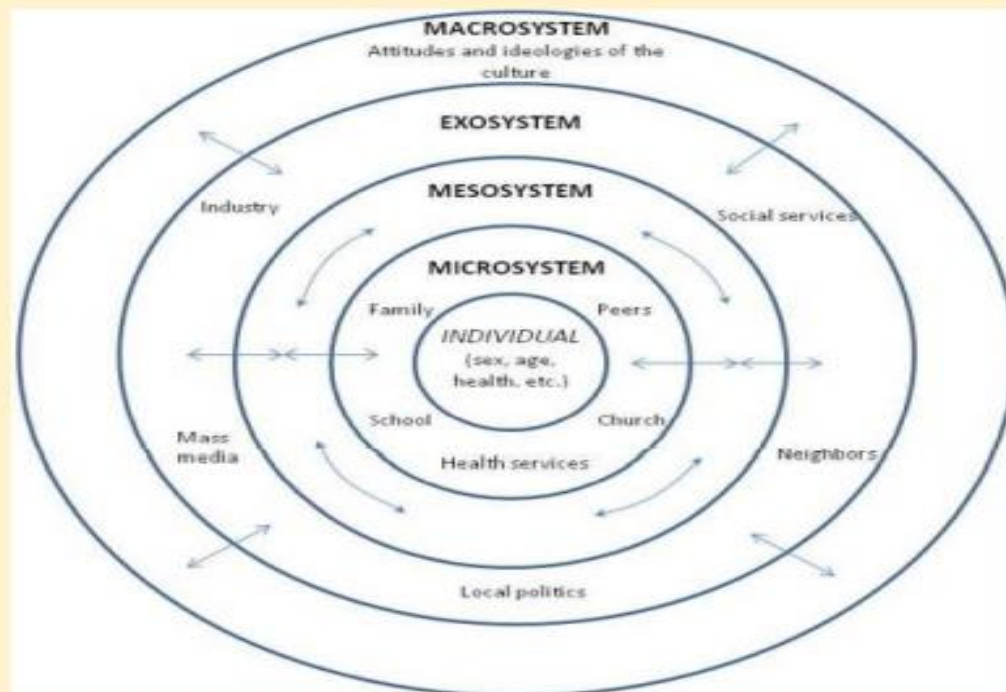 MACROSYSTEM
Attitudes and ideologies of the
culture
EXOSYSTEM
MESOSYSTEM
Industry
Social services
MICROSYSTEM
Family
Peers
INDIVIDUAL
(sex, age,
health, etc.)
School
Church
Mass
media
Health services
Neighbors
Local politics